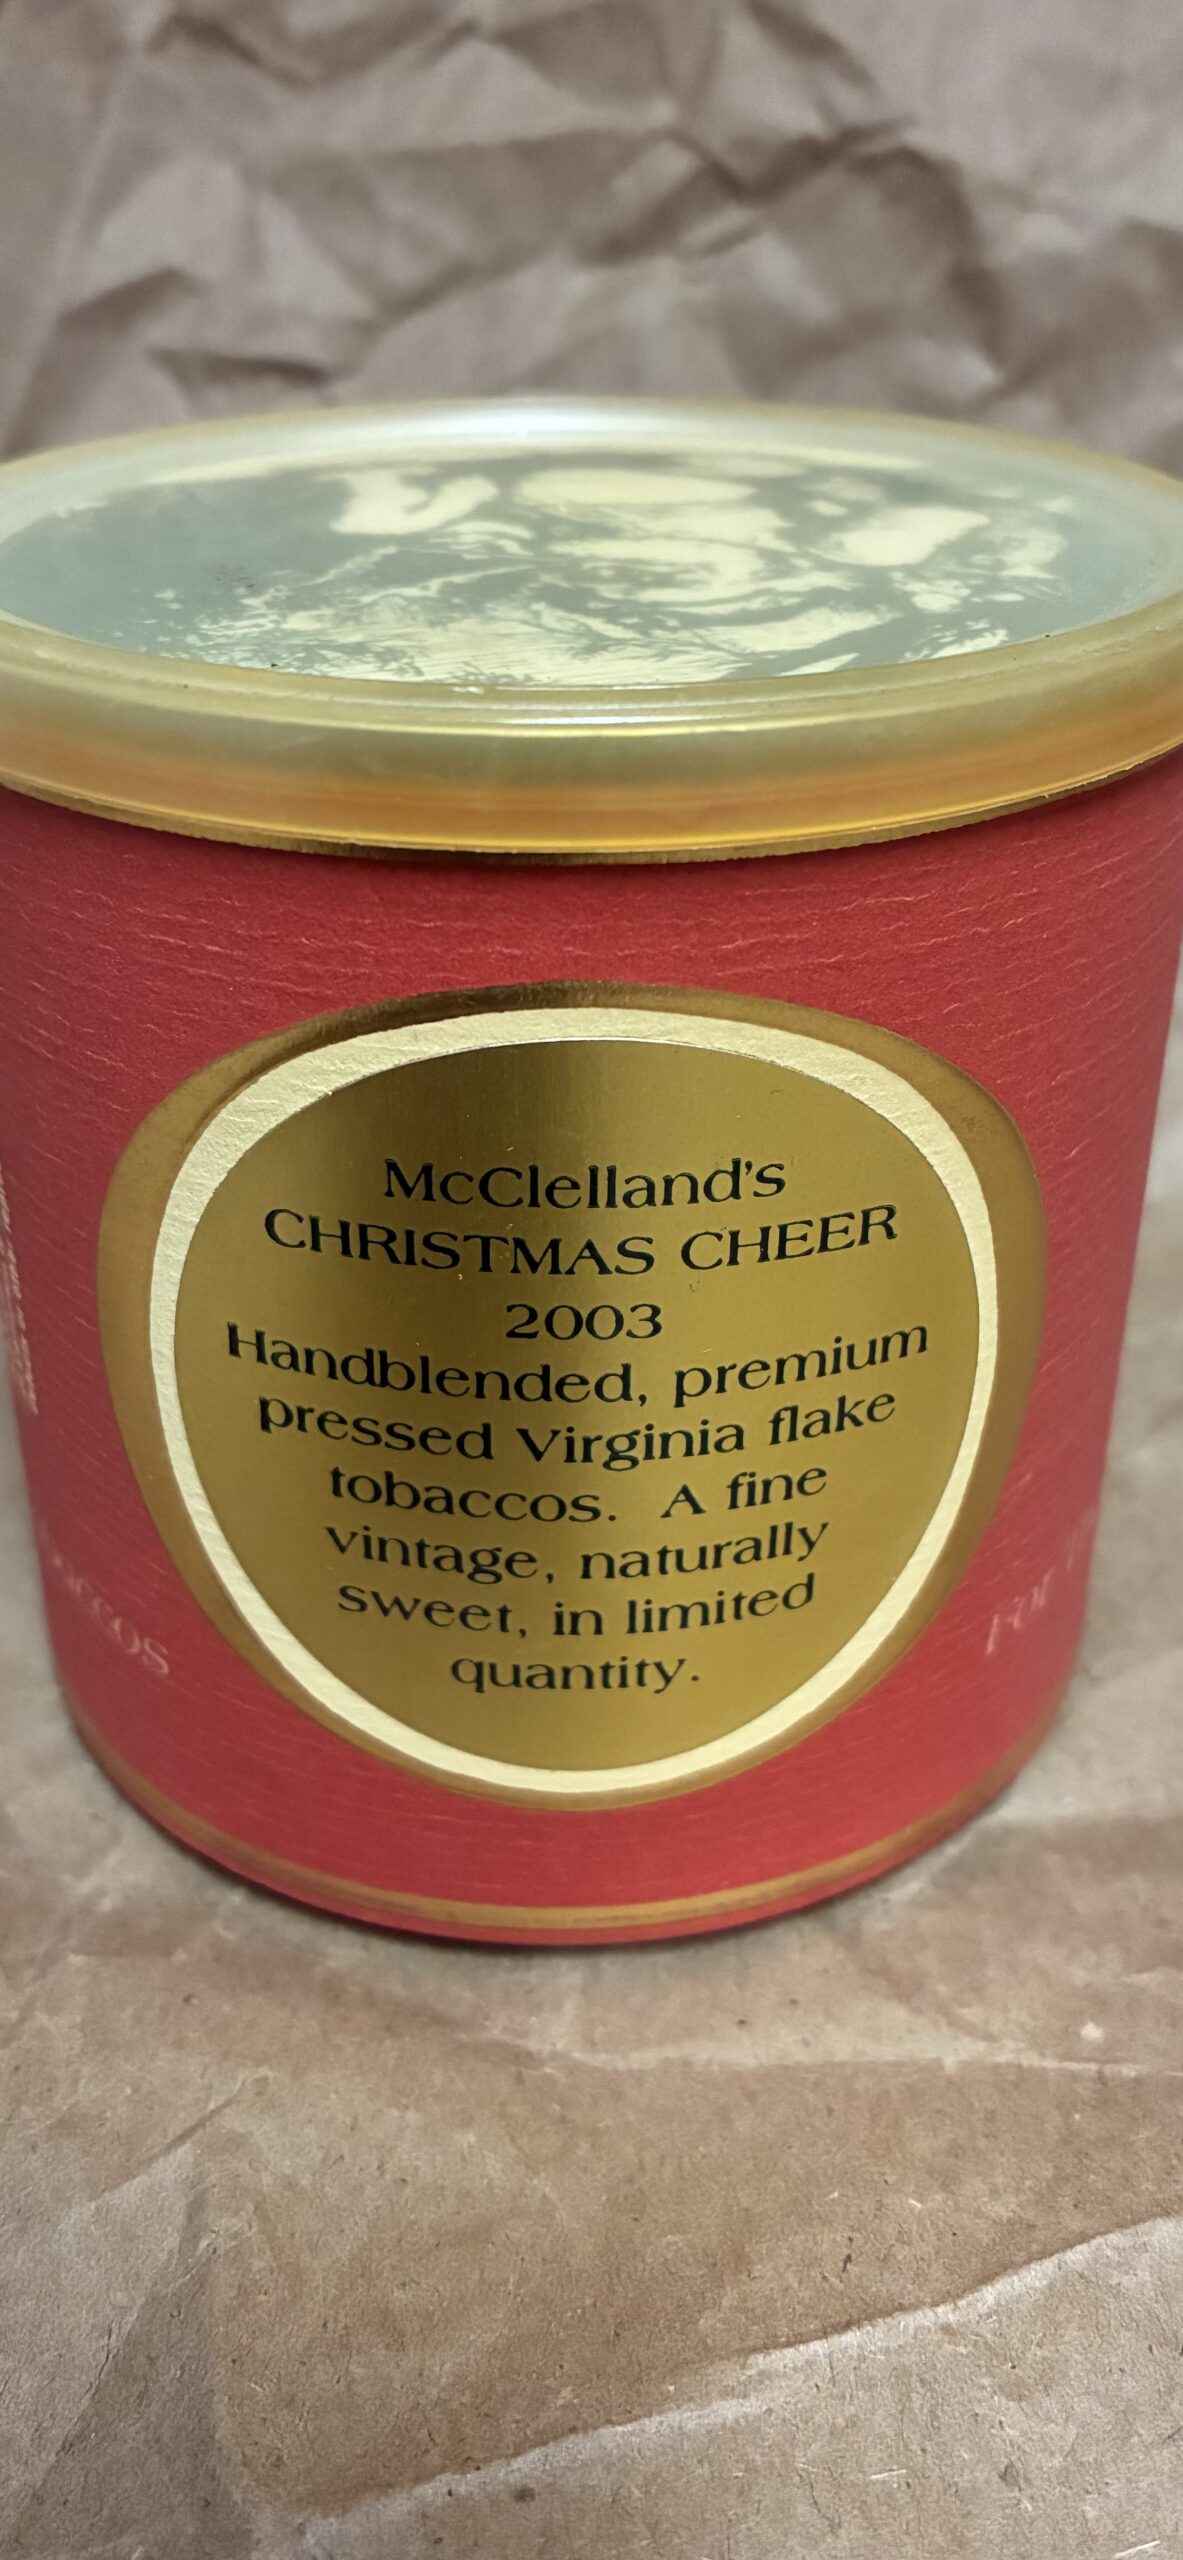 McClelland's
CHRISTMAS CHEER
2003
Handblended, premium
pressed Virginia flake
tobaccos. A fine
vintage, naturally
sweet, in limited
quantity.